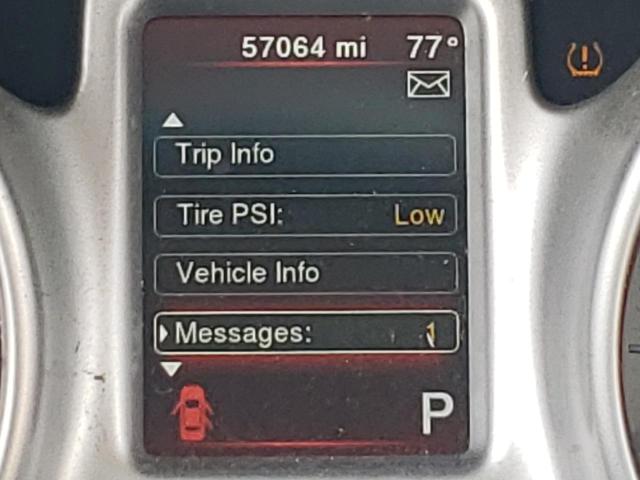 57064 mi 77°
Trip Info
Tire PSI: Low
Vehicle Info
Messages: 1
P